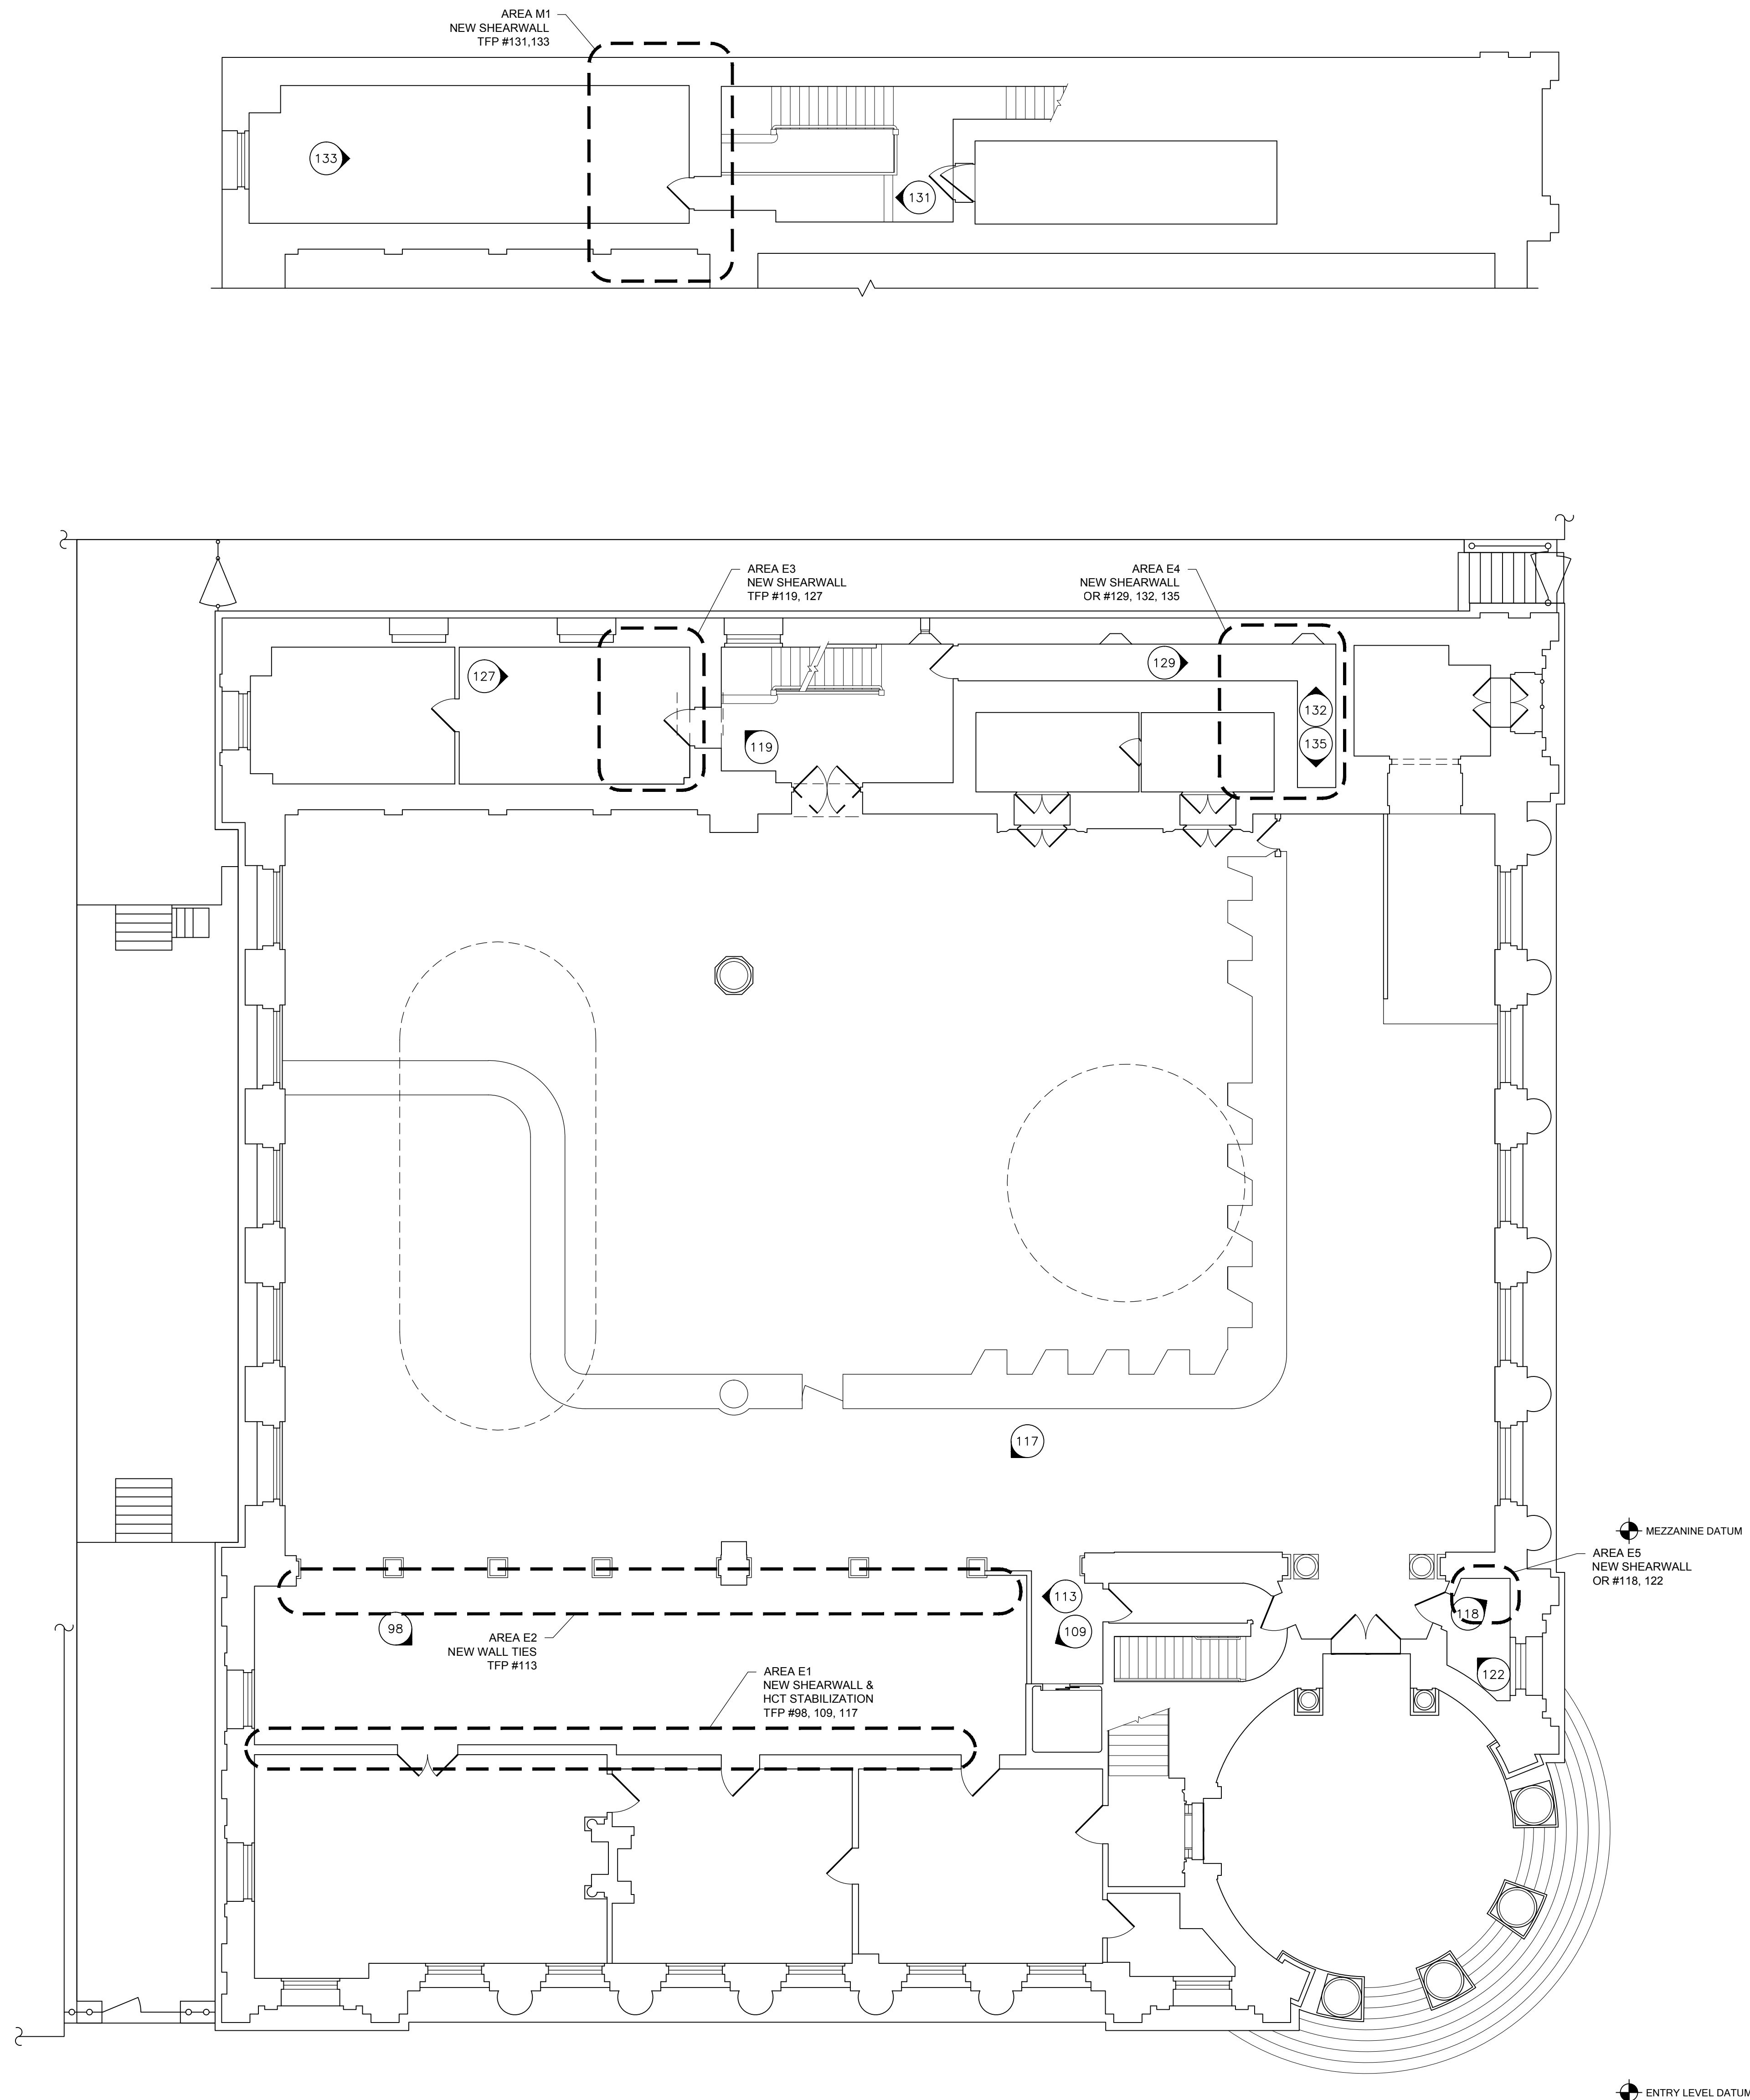 AREA M1
NEW SHEARWALL
TFP #131,133
133
131
AREA E3
NEW SHEARWALL
TFP #119, 127
AREA E4
NEW SHEARWALL
OR #129, 132, 135
127
129
132
119
135
117
MEZZANINE DATUM
AREA E5
NEW SHEARWALL
OR #118, 122
113
118
98
109
AREA E2
NEW WALL TIES
TFP #113
AREA E1
NEW SHEARWALL &
HCT STABILIZATION
TFP #98, 109, 117
122
ENTRY LEVEL DATUM